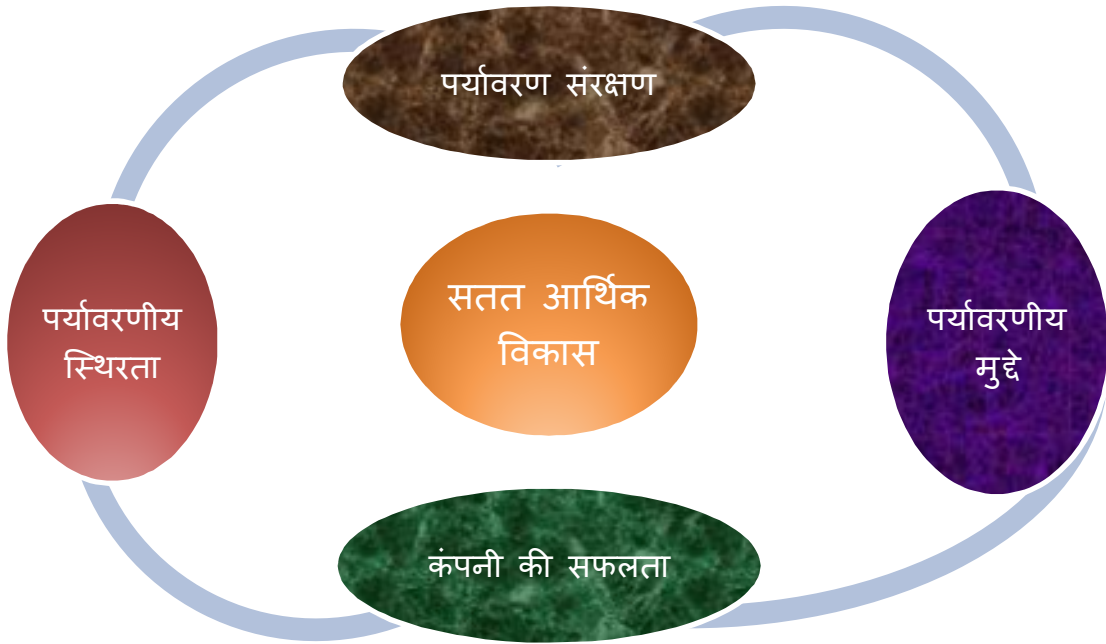 पर्यावरण संरक्षण
पर्यावरणीय
स्थिरता
सतत आर्थिक
विकास
पर्यावरणीय
मुद्दे
कंपनी की सफलता